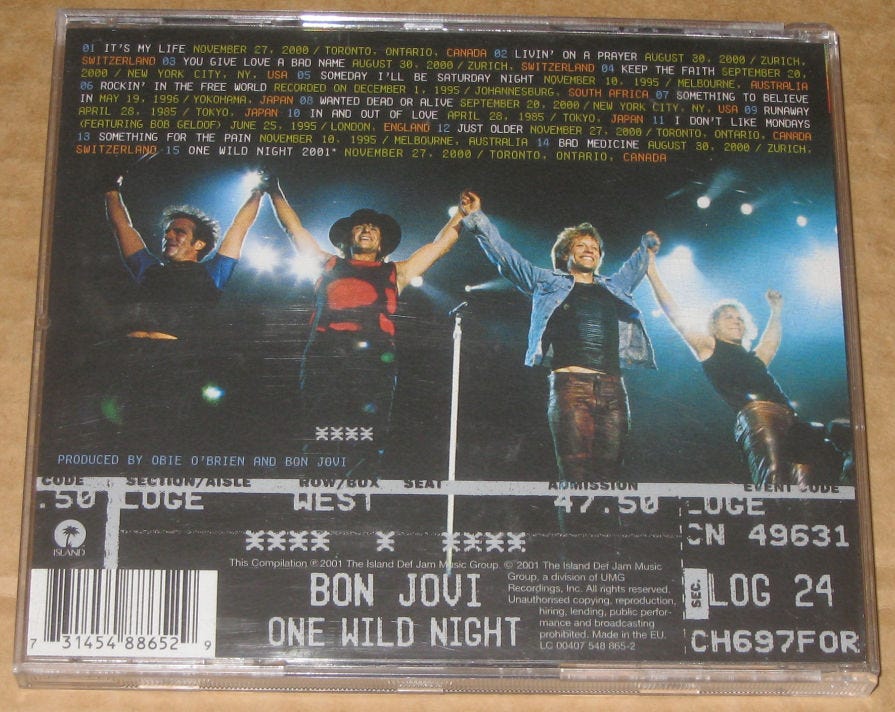 01 IT'S MY LIFE NOVEMBER 27, 2000 / TORONTO, ONTARIO, CANADA 02 LIVIN' ON A PRAYER AUGUST 30, 2000 / ZURICH,
SWITZERLAND 03 YOU GIVE LOVE A BAD NAME AUGUST 30, 2000 / ZURICH, SWITZERLAND 04 KEEP THE FAITH SEPTEMBER 20,
2000 / NEW YORK CITY, NY, USA 05 SOMEDAY I'LL BE SATURDAY NIGHT NOVEMBER 10, 1995 / MELBOURNE, AUSTRALIA
06 ROCKIN' IN THE FREE WORLD RECORDED ON DECEMBER 1, 1995 / JOHANNESBURG, SOUTH AFRICA 07 SOMETHING TO BELIEVE
IN MAY 19, 1996 / YOKOHAMA, JAPAN 08 WANTED DEAD OR ALIVE SEPTEMBER 20, 2000 / NEW YORK CITY, NY, USA 09 RUNAWAY
APRIL 28, 1985 / TOKYO, JAPAN 10 IN AND OUT OF LOVE APRIL 28, 1985 / TOKYO, JAPAN 11 I DON'T LIKE MONDAYS
(FEATURING BOB GELDOF) JUNE 25, 1995 / LONDON, ENGLAND 12 JUST OLDER NOVEMBER 27, 2000 / TORONTO, ONTARIO, CANADA
13 SOMETHING FOR THE PAIN NOVEMBER 10, 1995 / MELBOURNE, AUSTRALIA 14 BAD MEDICINE AUGUST 30, 2000 / ZURICH,
SWITZERLAND 15 ONE WILD NIGHT 2001* NOVEMBER 27, 2000 / TORONTO, ONTARIO, CANADA
PRODUCED BY OBIE O'BRIEN AND BON JOVI
CODE SECTION/AISLE ROW/BOX SEAT ADMISSION EVENT CODE
.50 LOGE WEST 47.50 LOGE
CN 49631
ISLAND
This Compilation ℗ 2001 The Island Def Jam Music Group. © 2001 The Island Def Jam Music
Group, a division of UMG
Recordings, Inc. All rights reserved.
Unauthorised copying, reproduction,
hiring, lending, public perfor-
mance and broadcasting
prohibited. Made in the EU.
LC 00407 548 865-2
BON JOVI
ONE WILD NIGHT
SEC. LOG 24
CH697FOR
7 31454 88652 9